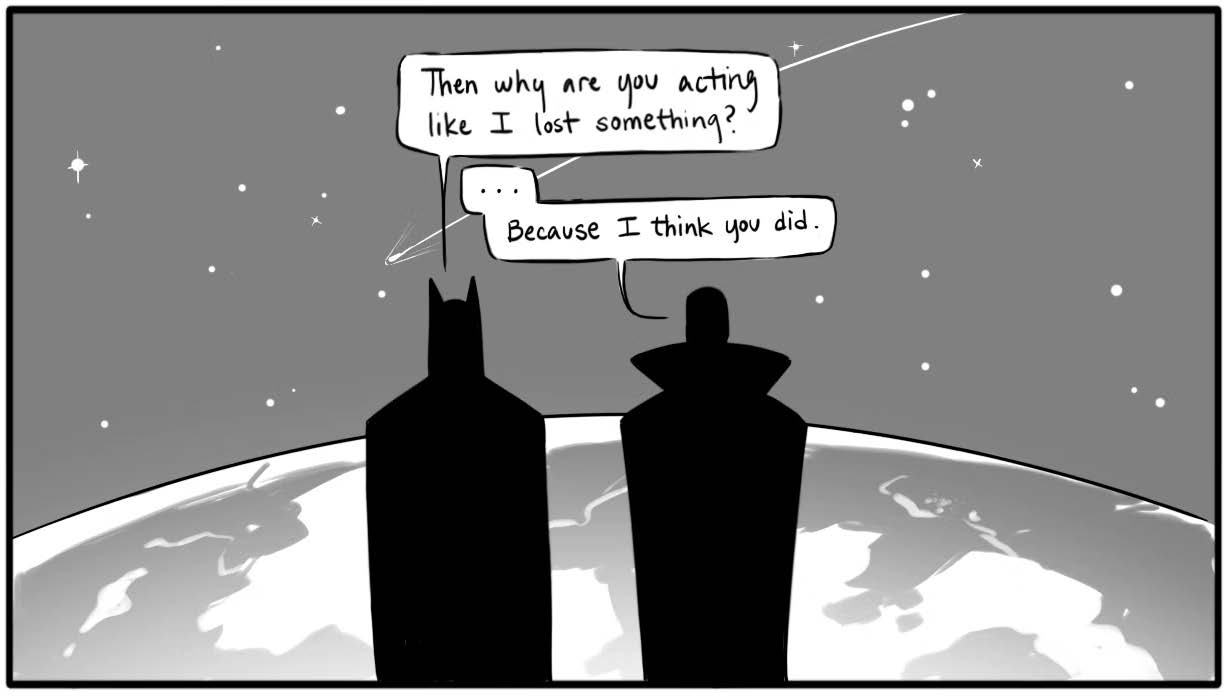 Then why are you acting
like I lost something?
...
Because I think you did.